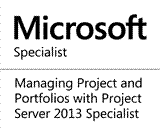 Microsoft
Specialist
Managing Project and
Portfolios with Project
Server 2013 Specialist